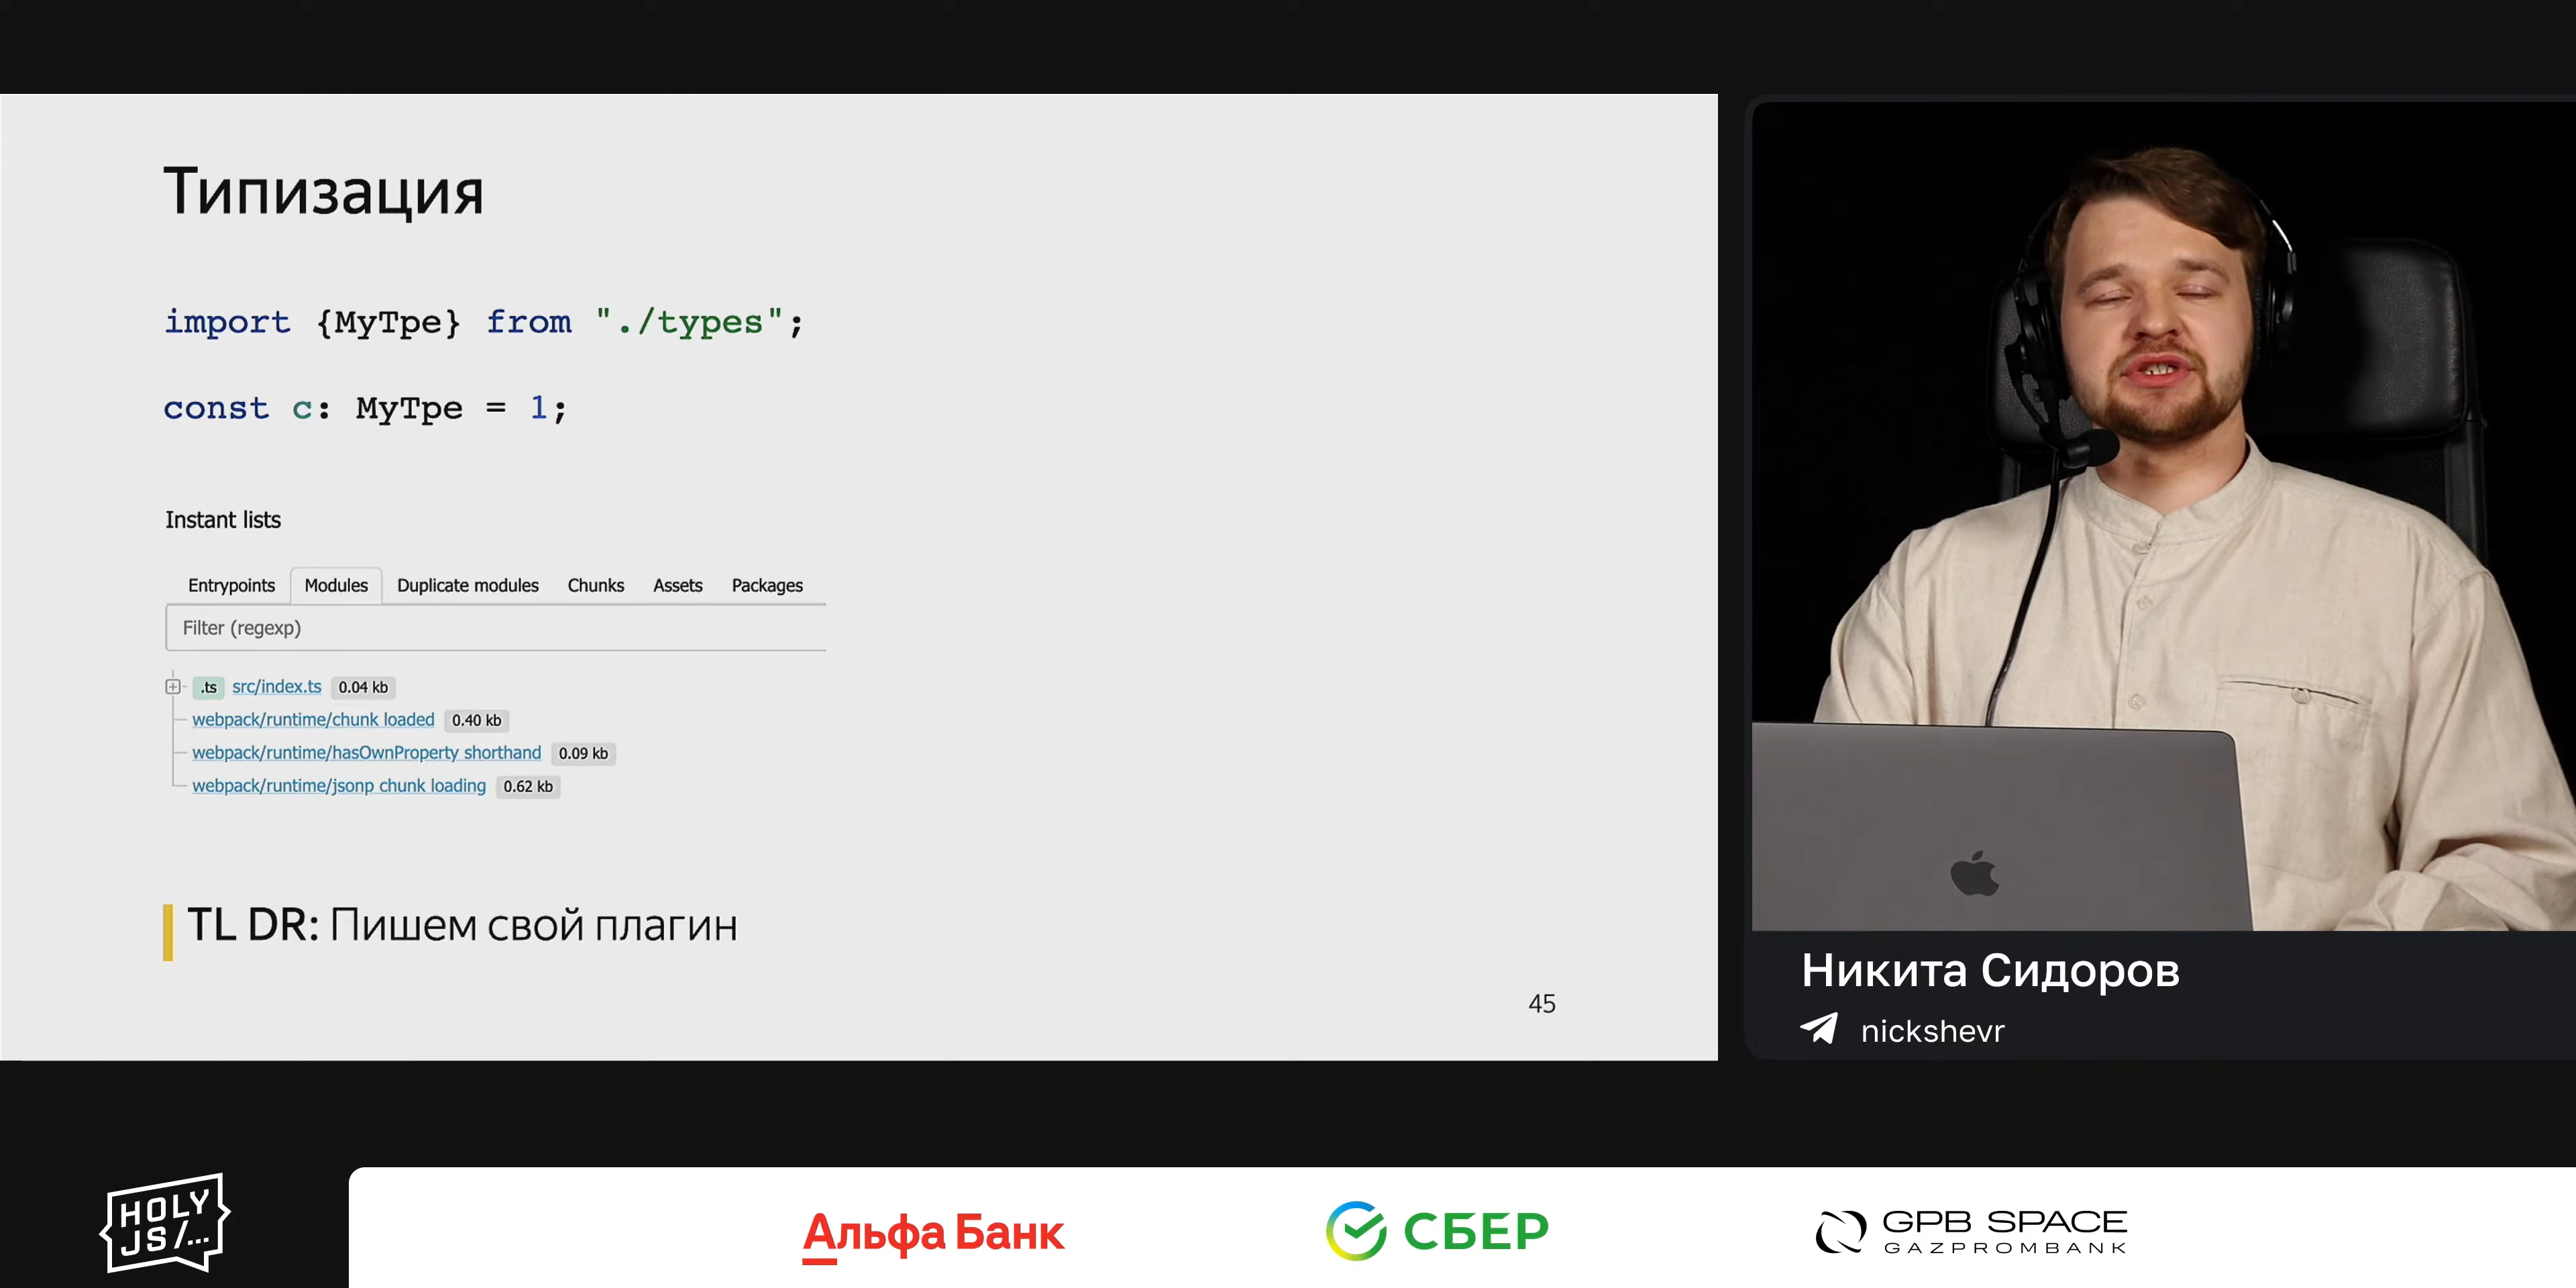 Типизация
import {MyTpe} from "./types";
const c: MyTpe = 1;
Instant lists
Entrypoints Modules Duplicate modules Chunks Assets Packages
Filter (regexp)
.ts src/index.ts 0.04 kb
webpack/runtime/chunk loaded 0.40 kb
webpack/runtime/hasOwnProperty shorthand 0.09 kb
webpack/runtime/jsonp chunk loading 0.62 kb
TL DR: Пишем свой плагин
45
Никита Сидоров
nickshevr
HOLY
JS/...
Альфа Банк
СБЕР
GPB SPACE
GAZPROMBANK